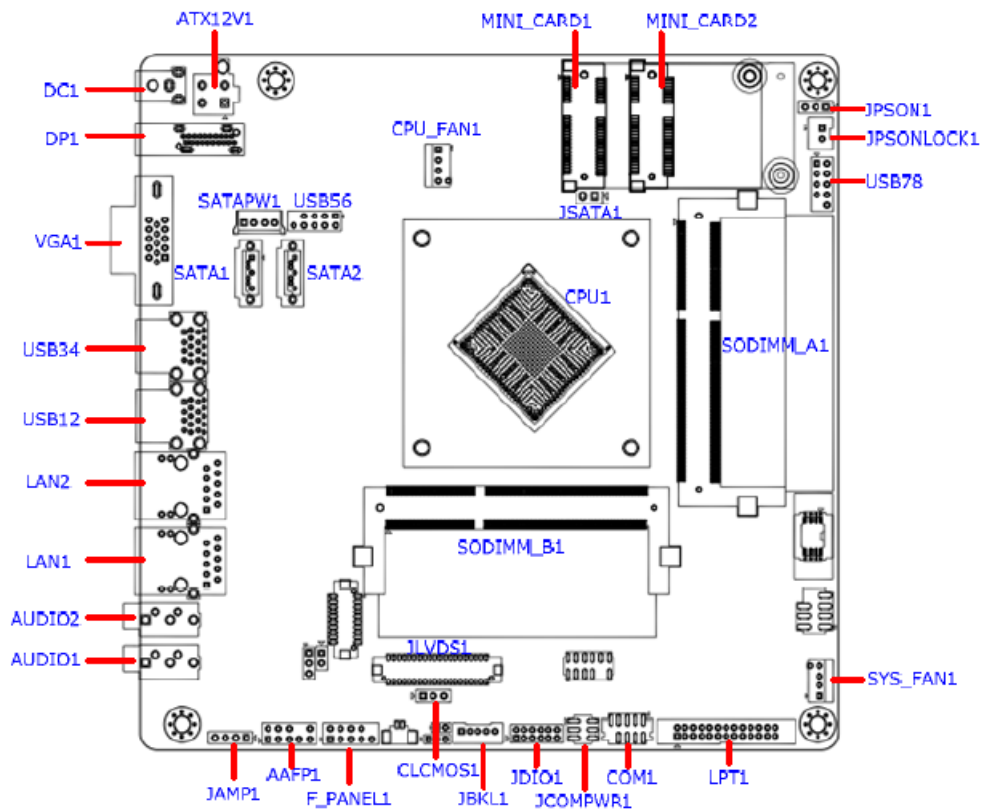 ATX12V1
MINI_CARD1
MINI_CARD2
DC1
JPSON1
DP1
CPU_FAN1
JPSONLOCK1
USB78
SATAPW1
USB56
JSATA1
VGA1
SATA1
SATA2
CPU1
USB34
SODIMM_A1
USB12
LAN2
SODIMM_B1
LAN1
AUDIO2
JLVDS1
AUDIO1
SYS_FAN1
CLCMOS1
JDIO1
COM1
LPT1
AAFP1
JAMP1
F_PANEL1
JBKL1
JCOMPWR1